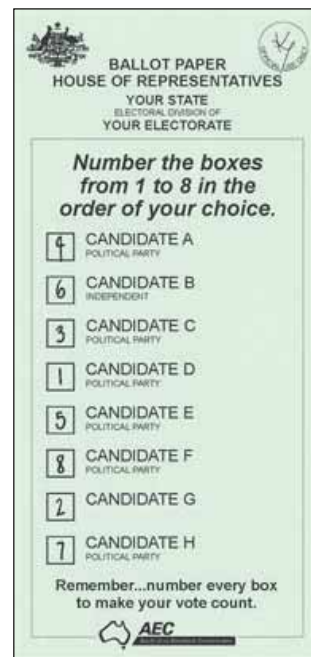 BALLOT PAPER
HOUSE OF REPRESENTATIVES
YOUR STATE
ELECTORAL DIVISION OF
YOUR ELECTORATE
Number the boxes
from 1 to 8 in the
order of your choice.
4 CANDIDATE A
POLITICAL PARTY
6 CANDIDATE B
INDEPENDENT
3 CANDIDATE C
POLITICAL PARTY
1 CANDIDATE D
POLITICAL PARTY
5 CANDIDATE E
POLITICAL PARTY
8 CANDIDATE F
POLITICAL PARTY
2 CANDIDATE G
7 CANDIDATE H
POLITICAL PARTY
Remember...number every box
to make your vote count.
AEC